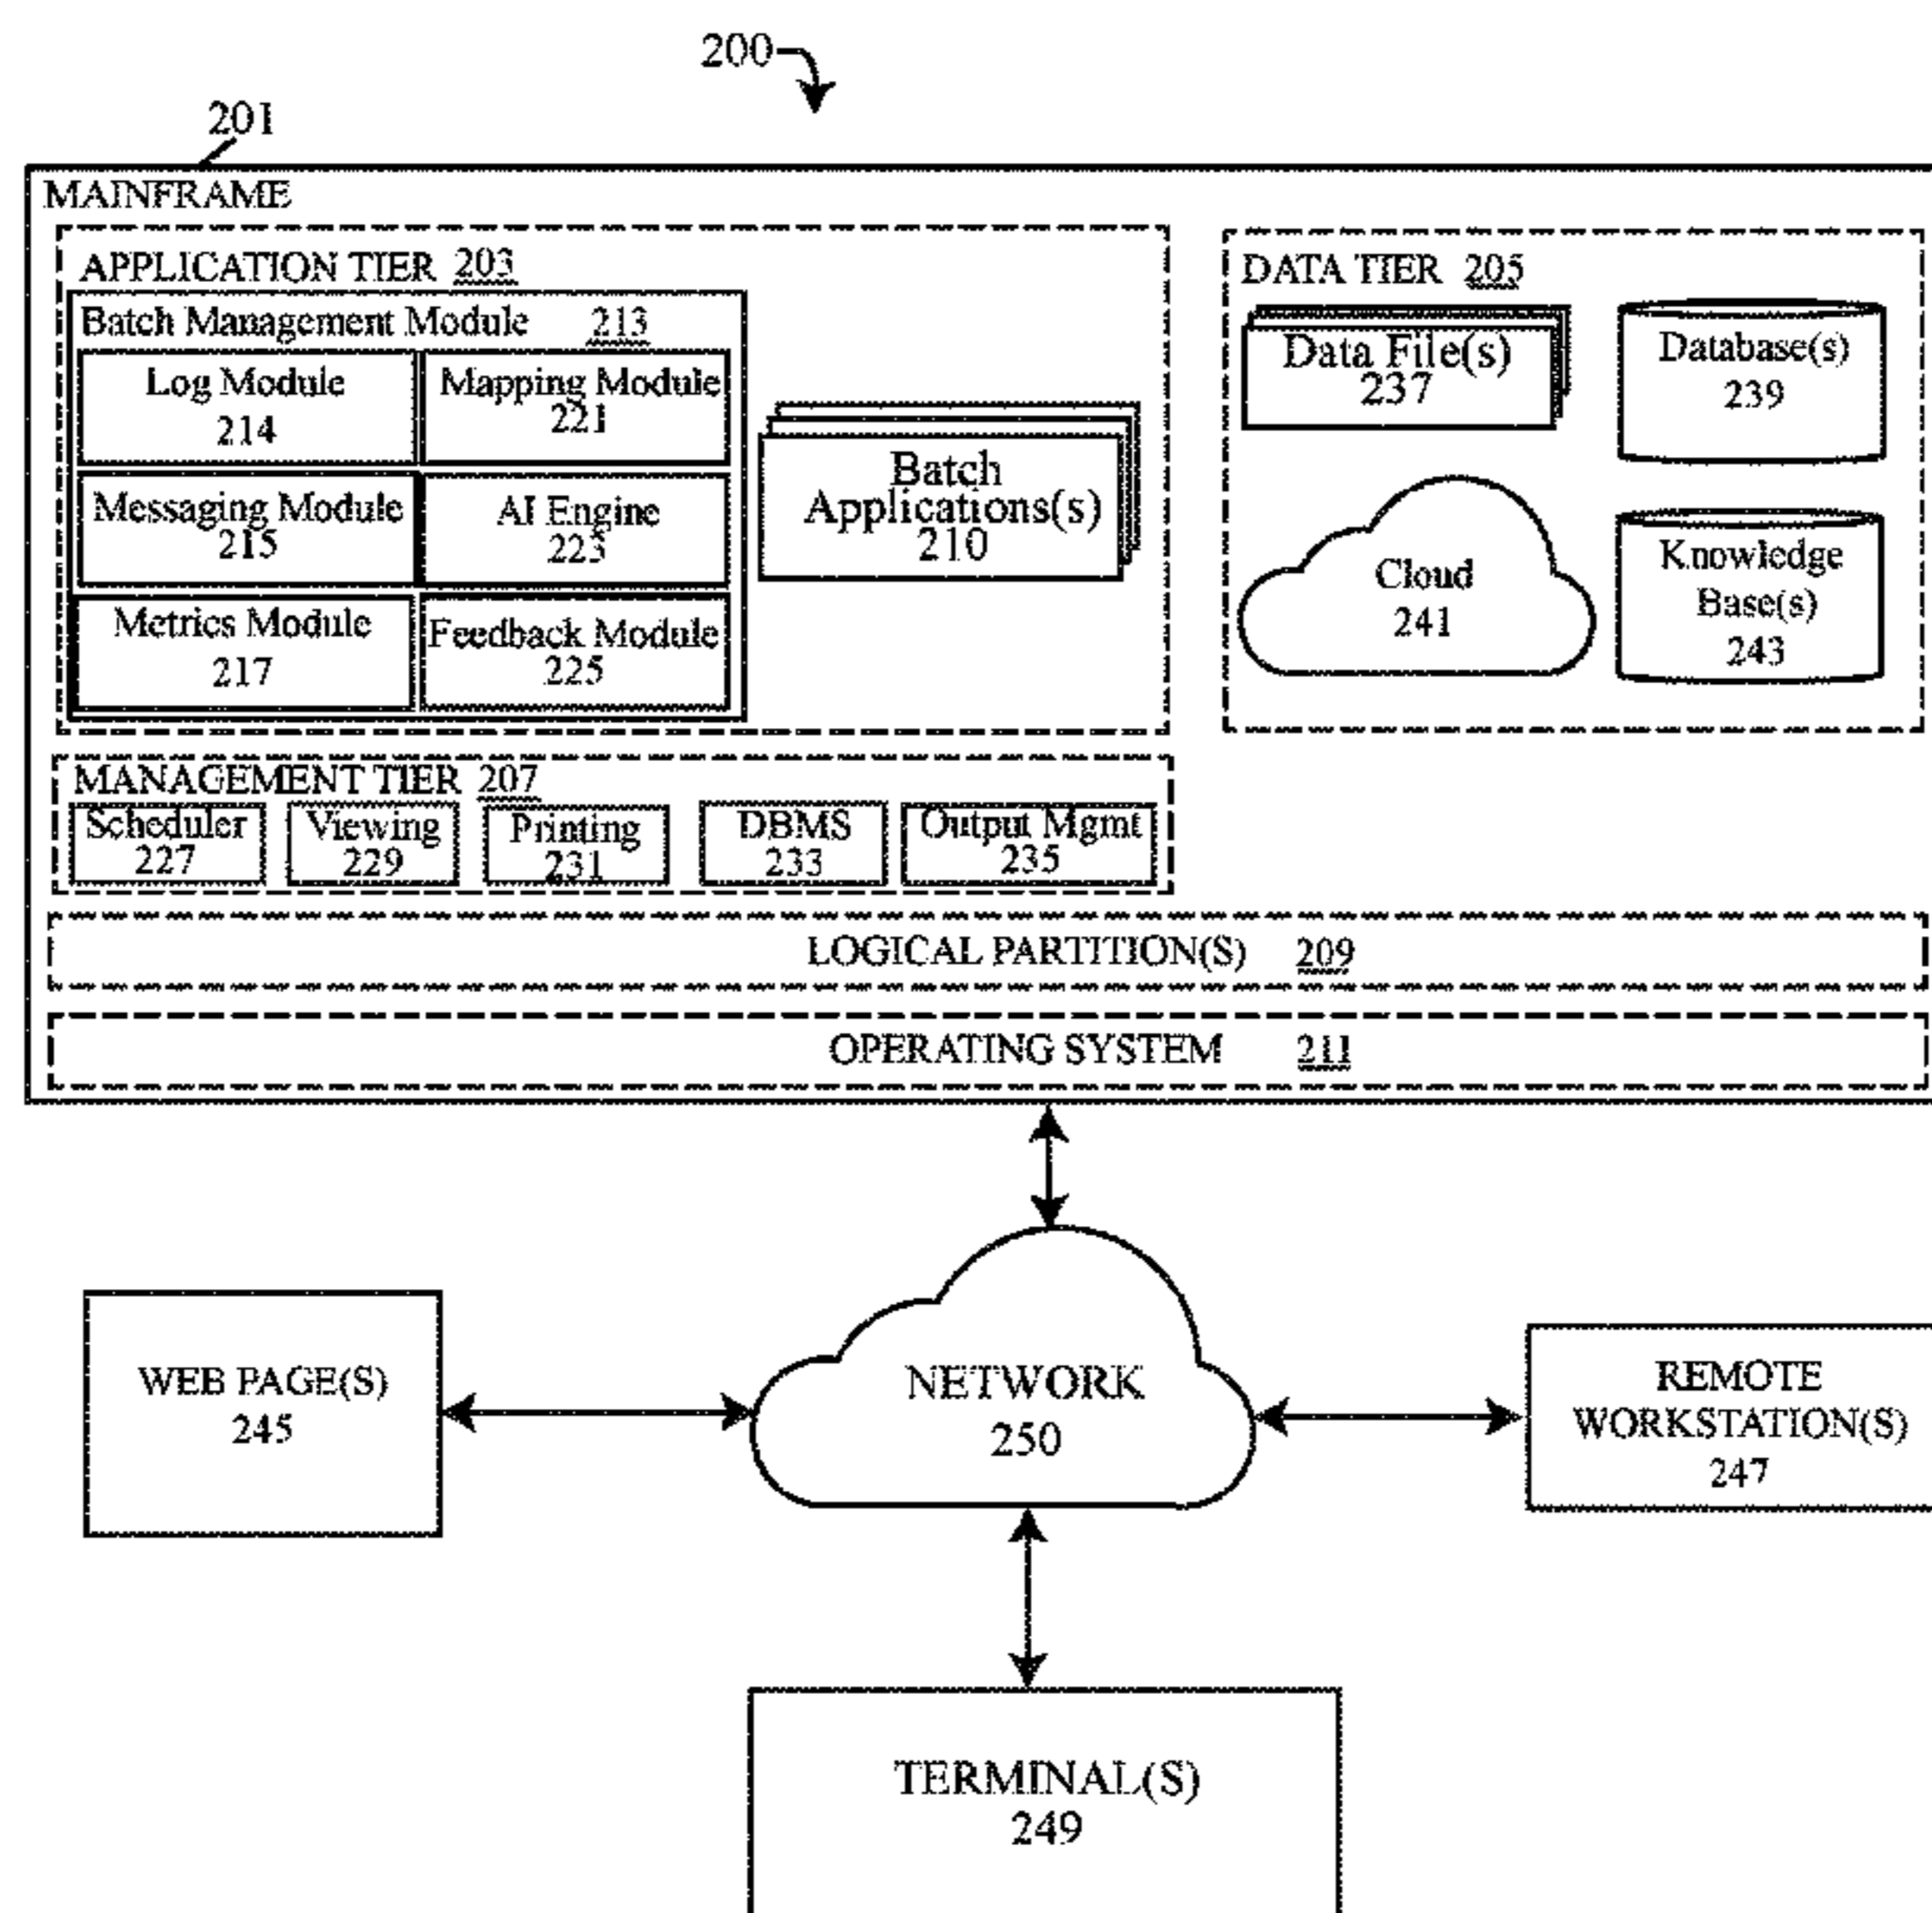 200
201
MAINFRAME
APPLICATION TIER 203
Batch Management Module 213
Log Module
214
Mapping Module
221
Messaging Module
215
AI Engine
223
Metrics Module
217
Feedback Module
225
Batch
Applications(s)
210
DATA TIER 205
Data File(s)
237
Database(s)
239
Cloud
241
Knowledge
Base(s)
243
MANAGEMENT TIER 207
Scheduler
227
Viewing
229
Printing
231
DBMS
233
Output Mgmt
235
LOGICAL PARTITION(S) 209
OPERATING SYSTEM 211
WEB PAGE(S)
245
NETWORK
250
REMOTE
WORKSTATION(S)
247
TERMINAL(S)
249